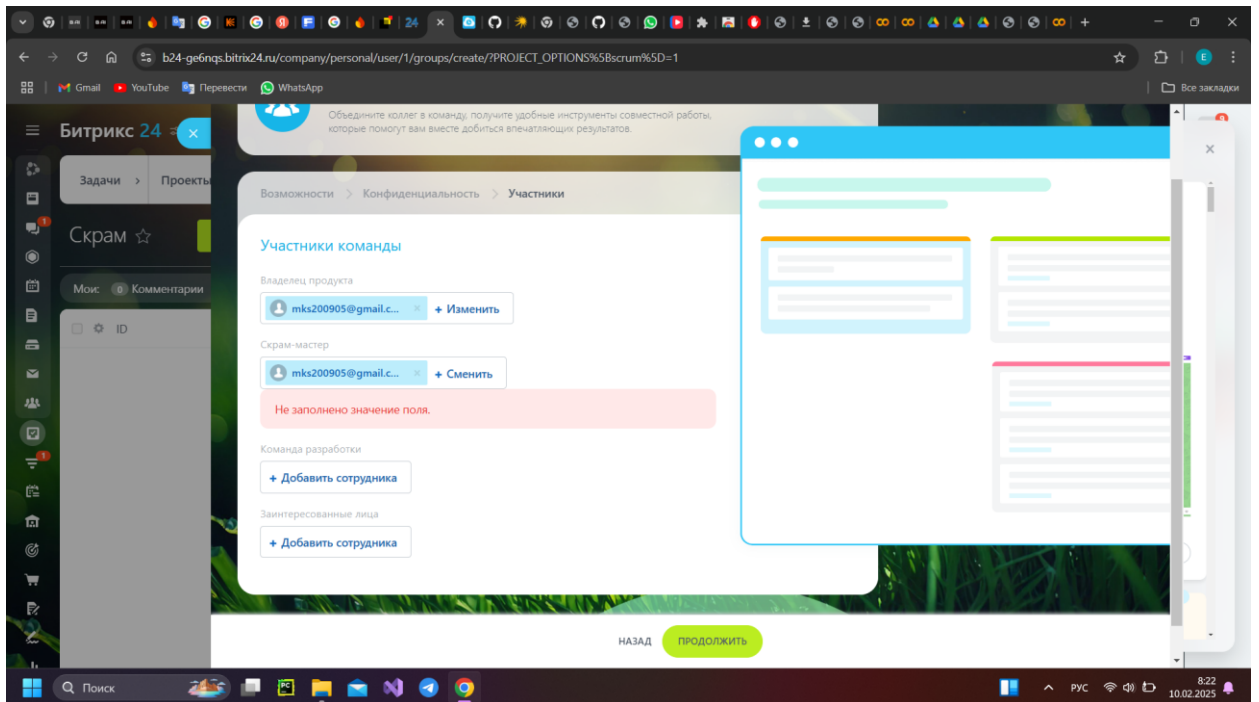 24
b24-ge6nqs.bitrix24.ru/company/personal/user/1/groups/create/?PROJECT_OPTIONS%5Bscrum%5D=1
E
Gmail YouTube Перевести WhatsApp Все закладки
Битрикс 24
Объедините коллег в команду, получите удобные инструменты совместной работы,
которые помогут вам вместе добиться впечатляющих результатов.
Задачи > Проекты
Возможности > Конфиденциальность > Участники
Скрам
Участники команды
Владелец продукта
Мои: 0 Комментарии
mks200905@gmail.c... × + Изменить
ID
Скрам-мастер
mks200905@gmail.c... × + Сменить
Не заполнено значение поля.
Команда разработки
+ Добавить сотрудника
Заинтересованные лица
+ Добавить сотрудника
НАЗАД ПРОДОЛЖИТЬ
Поиск
РУС
8:22
10.02.2025